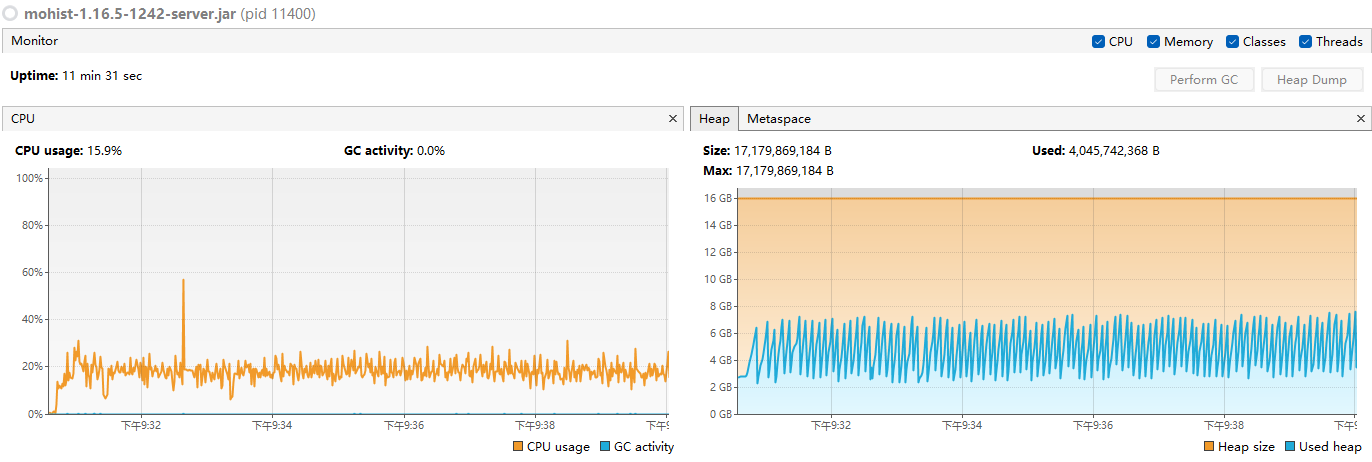 mohist-1.16.5-1242-server.jar (pid 11400)
Monitor
CPU Memory Classes Threads
Uptime: 11 min 31 sec
Perform GC Heap Dump
CPU ×
CPU usage: 15.9% GC activity: 0.0%
100%
80%
60%
40%
20%
0%
下午9:32 下午9:34 下午9:36 下午9:38 下午9
CPU usage GC activity
Heap Metaspace ×
Size: 17,179,869,184 B Used: 4,045,742,368 B
Max: 17,179,869,184 B
16 GB
14 GB
12 GB
10 GB
8 GB
6 GB
4 GB
2 GB
0 GB
下午9:32 下午9:34 下午9:36 下午9:38 下午9
Heap size Used heap